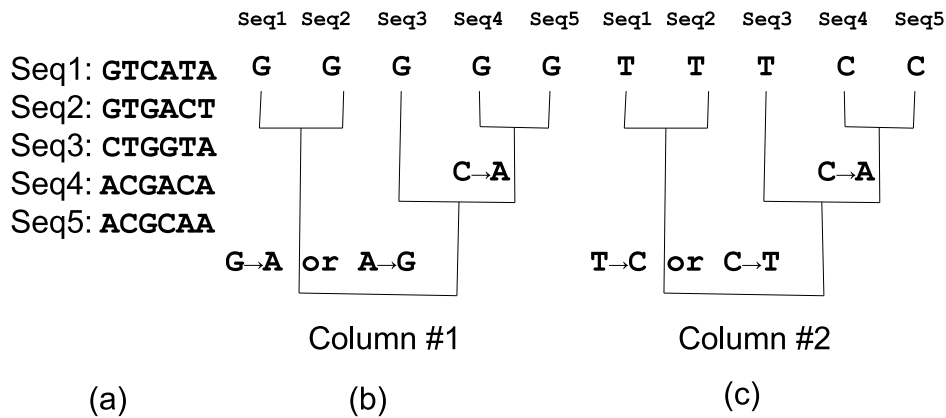 Seq1 Seq2 Seq3 Seq4 Seq5 Seq1 Seq2 Seq3 Seq4 Seq5
Seq1: GTCATA G G G G G T T T C C
Seq2: GTGACT
Seq3: CTGGTA
Seq4: ACGACA
Seq5: ACGCAA
C→A C→A
G→A or A→G T→C or C→T
Column #1 Column #2
(a) (b) (c)